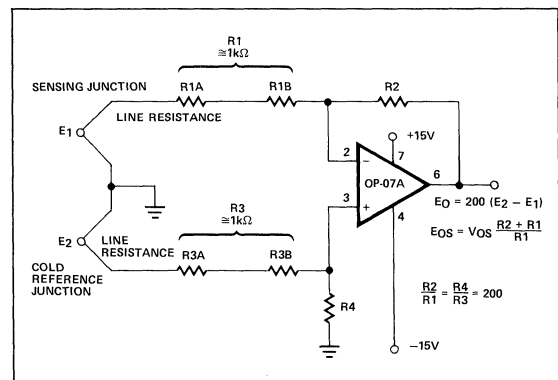 R1
≅1kΩ
SENSING JUNCTION
R1A
R1B
R2
LINE RESISTANCE
E1
+15V
2
−
7
6
OP-07A
3
+
4
EO = 200 (E2 − E1)
EOS = VOS R2 + R1
R1
R3
≅1kΩ
E2
LINE
RESISTANCE
R3A
R3B
COLD
REFERENCE
JUNCTION
R4
R2
R1 = R4
R3 = 200
−15V